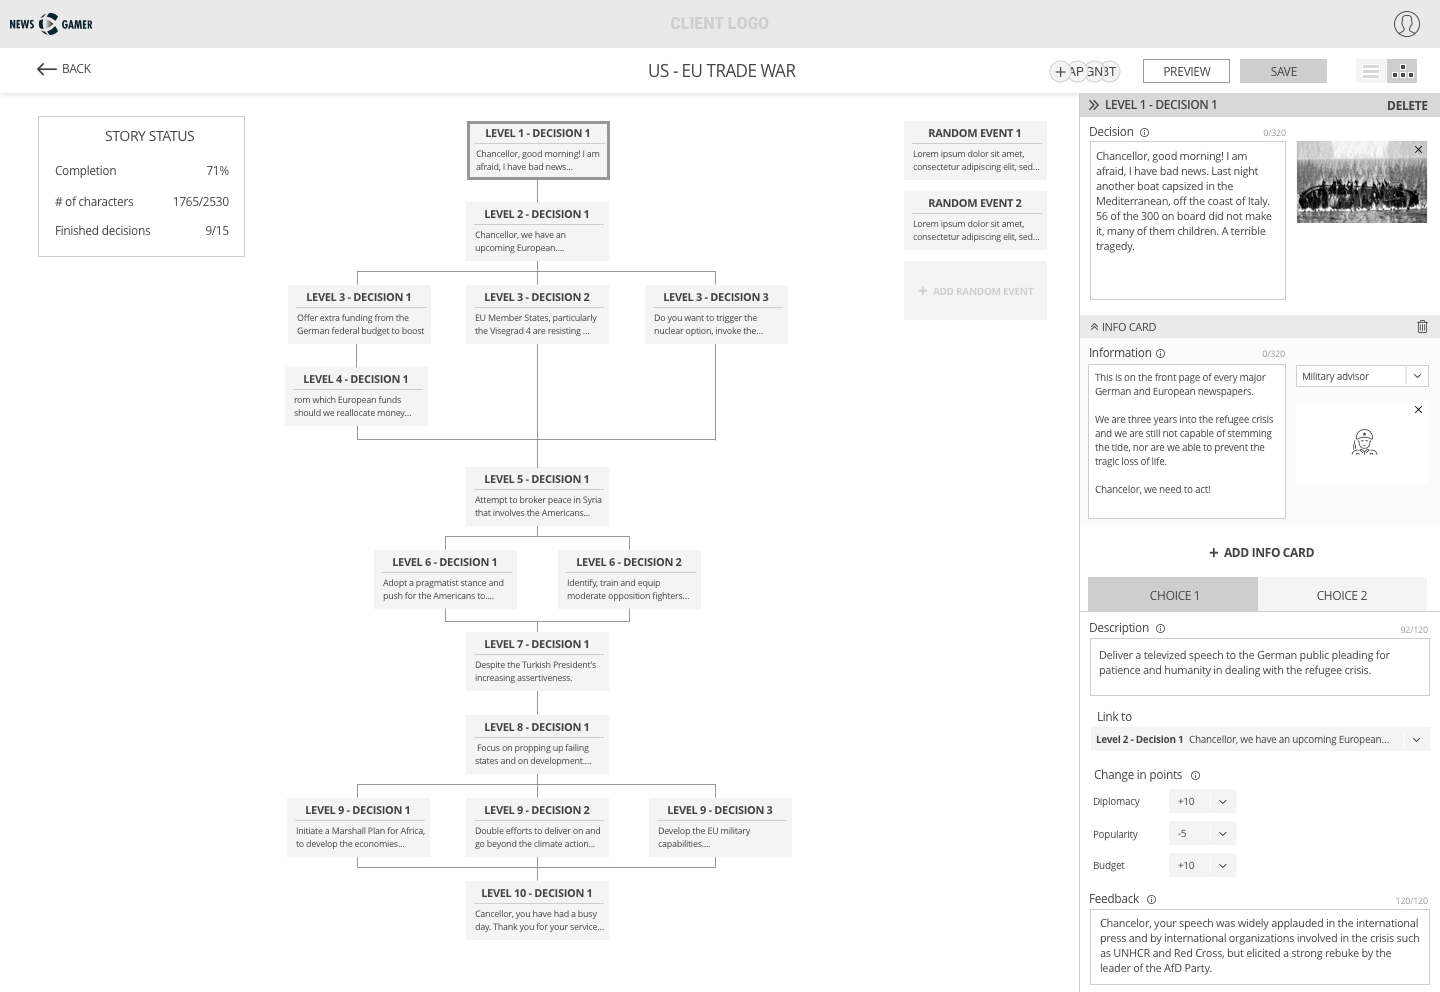 NEWS GAMER
CLIENT LOGO
BACK
US - EU TRADE WAR
+ AP GN BT
PREVIEW
SAVE
STORY STATUS
Completion 71%
# of characters 1765/2530
Finished decisions 9/15
LEVEL 1 - DECISION 1
Chancellor, good morning! I am
afraid, I have bad news...
LEVEL 2 - DECISION 1
Chancellor, we have an
upcoming European....
LEVEL 3 - DECISION 1
Offer extra funding from the
German federal budget to boost
LEVEL 3 - DECISION 2
EU Member States, particularly
the Visegrad 4 are resisting ...
LEVEL 3 - DECISION 3
Do you want to trigger the
nuclear option, invoke the...
LEVEL 4 - DECISION 1
rom which European funds
should we reallocate money...
LEVEL 5 - DECISION 1
Attempt to broker peace in Syria
that involves the Americans...
LEVEL 6 - DECISION 1
Adopt a pragmatist stance and
push for the Americans to....
LEVEL 6 - DECISION 2
Identify, train and equip
moderate opposition fighters...
LEVEL 7 - DECISION 1
Despite the Turkish President's
increasing assertiveness.
LEVEL 8 - DECISION 1
Focus on propping up failing
states and on development....
LEVEL 9 - DECISION 1
Initiate a Marshall Plan for Africa,
to develop the economies...
LEVEL 9 - DECISION 2
Double efforts to deliver on and
go beyond the climate action...
LEVEL 9 - DECISION 3
Develop the EU military
capabilities....
LEVEL 10 - DECISION 1
Cancellor, you have had a busy
day. Thank you for your service...
RANDOM EVENT 1
Lorem ipsum dolor sit amet,
consectetur adipiscing elit, sed...
RANDOM EVENT 2
Lorem ipsum dolor sit amet,
consectetur adipiscing elit, sed...
+ ADD RANDOM EVENT
LEVEL 1 - DECISION 1 DELETE
Decision 0/320
Chancellor, good morning! I am
afraid, I have bad news. Last night
another boat capsized in the
Mediterranean, off the coast of Italy.
56 of the 300 on board did not make
it, many of them children. A terrible
tragedy.
INFO CARD
Information 0/320
This is on the front page of every major
German and European newspapers.
We are three years into the refugee crisis
and we are still not capable of stemming
the tide, nor are we able to prevent the
tragic loss of life.
Chancelor, we need to act!
Military advisor
+ ADD INFO CARD
CHOICE 1
CHOICE 2
Description 92/120
Deliver a televized speech to the German public pleading for
patience and humanity in dealing with the refugee crisis.
Link to
Level 2 - Decision 1 Chancellor, we have an upcoming European...
Change in points
Diplomacy +10
Popularity -5
Budget +10
Feedback 120/120
Chancelor, your speech was widely applauded in the international
press and by international organizations involved in the crisis such
as UNHCR and Red Cross, but elicited a strong rebuke by the
leader of the AfD Party.